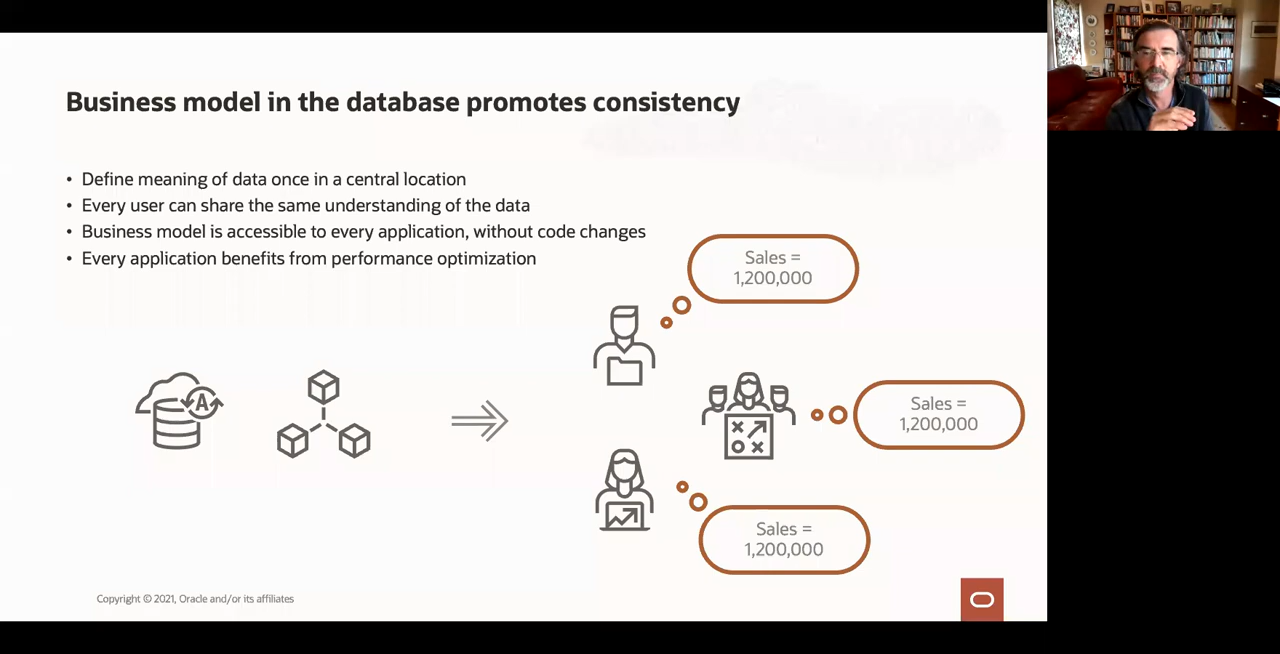 Business model in the database promotes consistency
• Define meaning of data once in a central location
• Every user can share the same understanding of the data
• Business model is accessible to every application, without code changes
• Every application benefits from performance optimization
Sales =
1,200,000
A
Sales =
1,200,000
Sales =
1,200,000
Copyright © 2021, Oracle and/or its affiliates